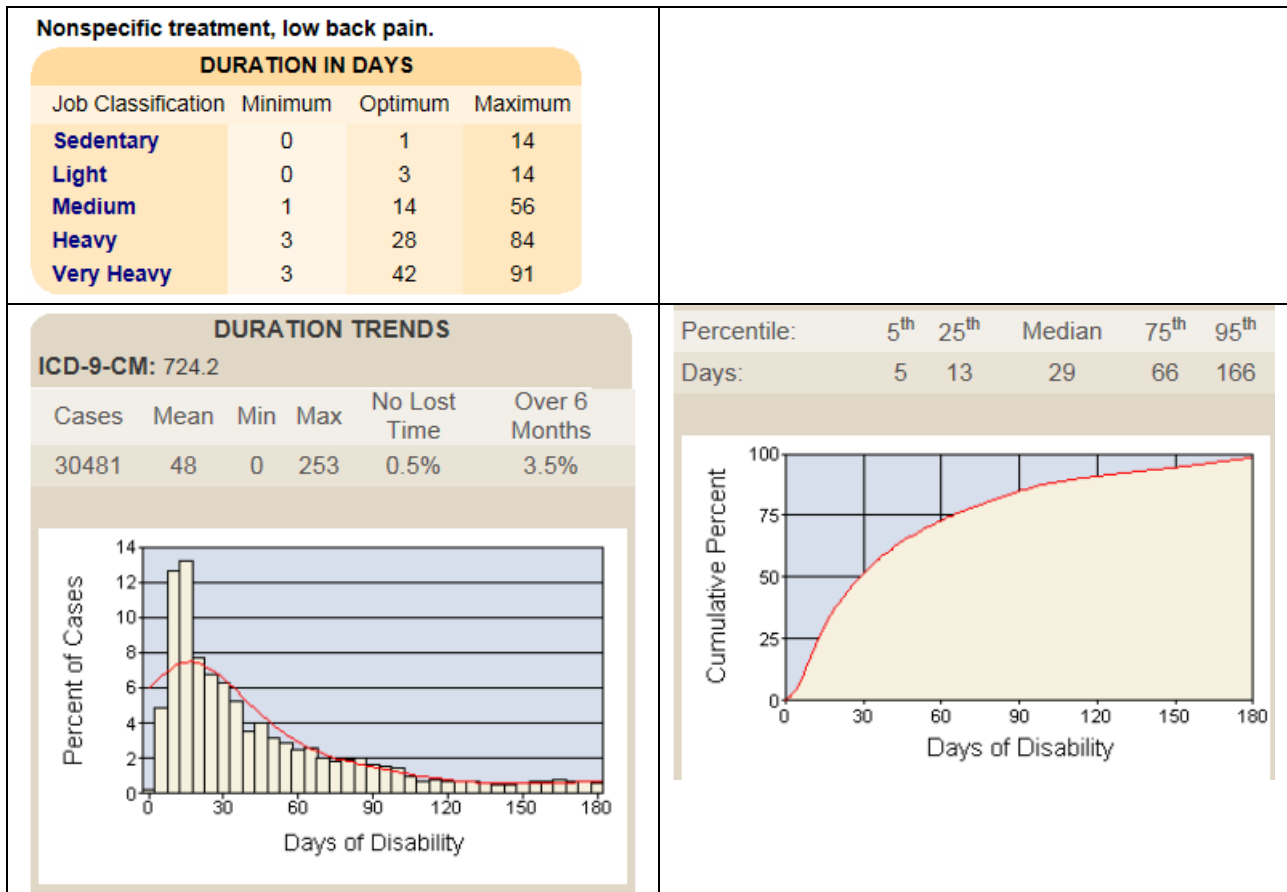 Nonspecific treatment, low back pain.
DURATION IN DAYS
Job Classification Minimum Optimum Maximum
Sedentary 0 1 14
Light 0 3 14
Medium 1 14 56
Heavy 3 28 84
Very Heavy 3 42 91
DURATION TRENDS
ICD-9-CM: 724.2
Cases Mean Min Max No Lost Time Over 6 Months
30481 48 0 253 0.5% 3.5%
14
12
10
8
6
4
2
0
0 30 60 90 120 150 180
Percent of Cases
Days of Disability
Percentile: 5th 25th Median 75th 95th
Days: 5 13 29 66 166
100
75
50
25
0
0 30 60 90 120 150 180
Cumulative Percent
Days of Disability